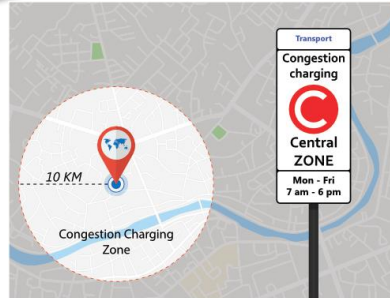 10 KM
Congestion Charging
Zone
Transport
Congestion
charging
C
Central
ZONE
Mon - Fri
7 am - 6 pm